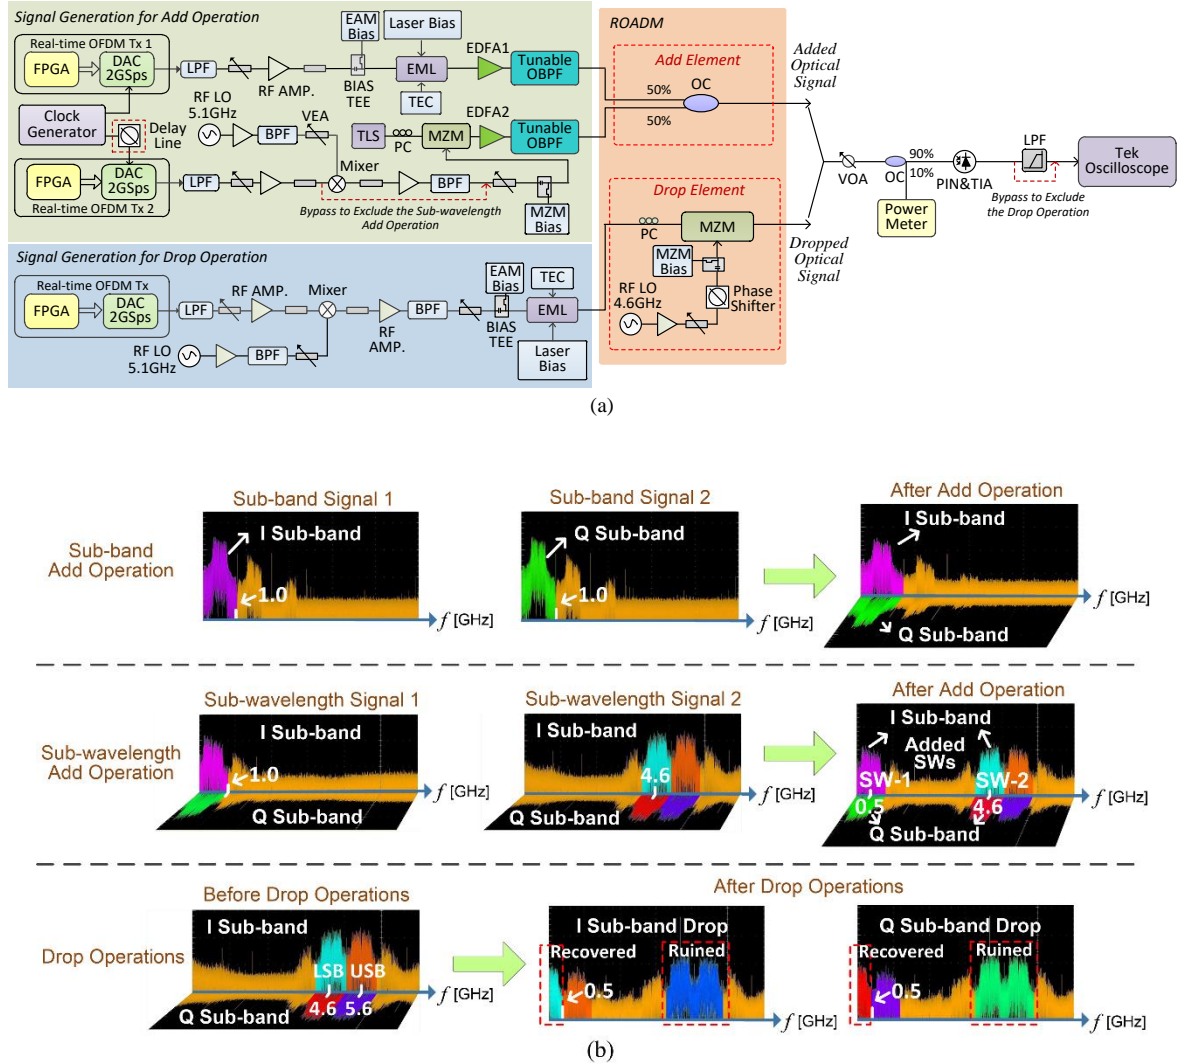 Signal Generation for Add Operation
Real-time OFDM Tx 1
FPGA
DAC
2GSps
LPF
RF AMP.
EAM
Bias
BIAS
TEE
Laser Bias
EML
TEC
EDFA1
Tunable
OBPF
Clock
Generator
Delay
Line
RF LO
5.1GHz
BPF
VEA
Mixer
TLS
PC
MZM
EDFA2
Tunable
OBPF
FPGA
DAC
2GSps
Real-time OFDM Tx 2
LPF
BPF
Bypass to Exclude the Sub-wavelength
Add Operation
MZM
Bias
Signal Generation for Drop Operation
Real-time OFDM Tx
FPGA
DAC
2GSps
LPF
RF AMP.
Mixer
RF
AMP.
BPF
EAM
Bias
BIAS
TEE
TEC
EML
Laser
Bias
RF LO
5.1GHz
BPF
ROADM
Add Element
50%
50%
OC
Drop Element
PC
MZM
MZM
Bias
RF LO
4.6GHz
Phase
Shifter
Added
Optical
Signal
Dropped
Optical
Signal
VOA
OC
90%
10%
Power
Meter
PIN&TIA
LPF
Bypass to Exclude
the Drop Operation
Tek
Oscilloscope
(a)
Sub-band
Add Operation
Sub-band Signal 1
I Sub-band
1.0
f [GHz]
Sub-band Signal 2
Q Sub-band
1.0
f [GHz]
After Add Operation
I Sub-band
f [GHz]
Q Sub-band
Sub-wavelength
Add Operation
Sub-wavelength Signal 1
I Sub-band
1.0
f [GHz]
Q Sub-band
Sub-wavelength Signal 2
I Sub-band
4.6
f [GHz]
Q Sub-band
After Add Operation
I Sub-band
Added
SWs
SW-1
SW-2
0.5
4.6
f [GHz]
Q Sub-band
Drop Operations
Before Drop Operations
I Sub-band
LSB
USB
4.6
5.6
f [GHz]
Q Sub-band
After Drop Operations
I Sub-band Drop
Recovered
Ruined
0.5
f [GHz]
Q Sub-band Drop
Recovered
Ruined
0.5
f [GHz]
(b)